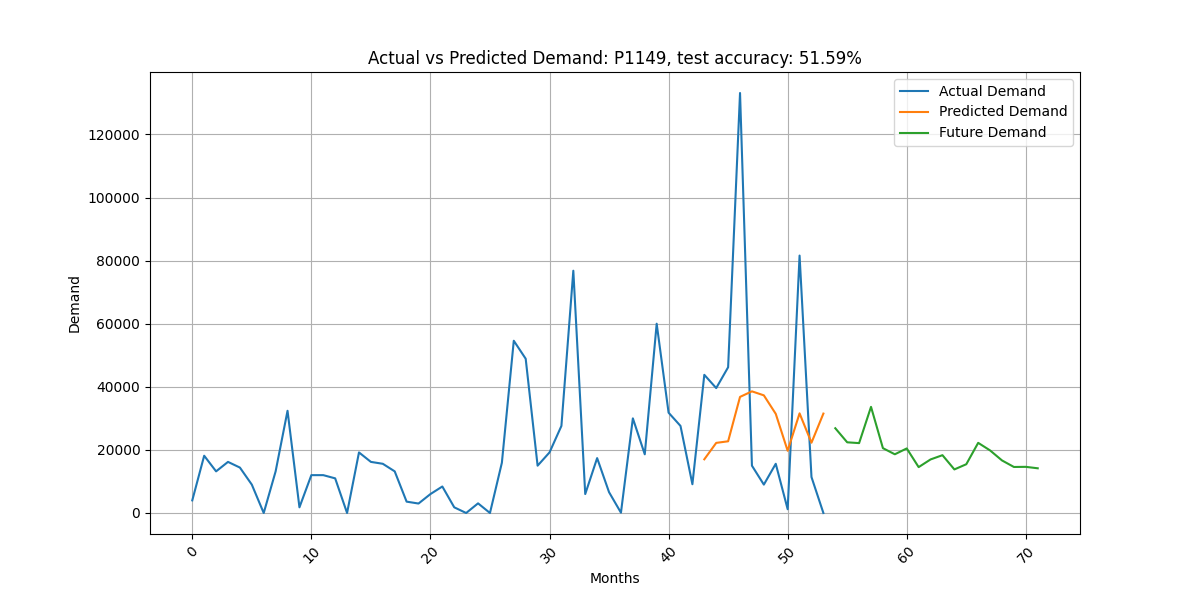 Actual vs Predicted Demand: P1149, test accuracy: 51.59%
Actual Demand
Predicted Demand
Future Demand
Demand
120000
100000
80000
60000
40000
20000
0
0 10 20 30 40 50 60 70
Months